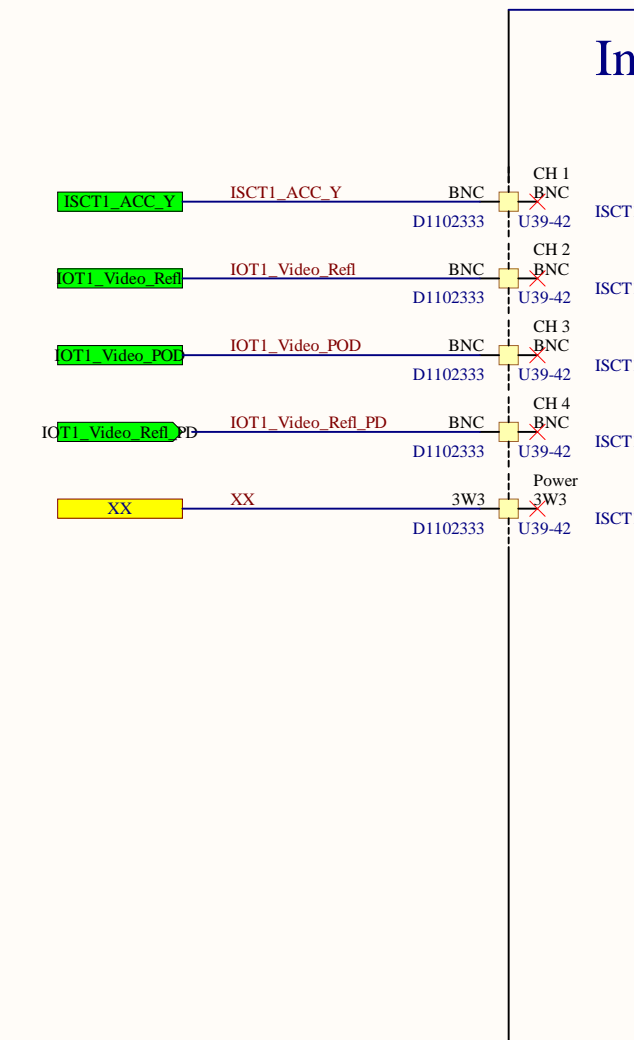 In
CH 1
ISCT1_ACC_Y ISCT1_ACC_Y BNC BNC
D1102333 U39-42 ISCT
CH 2
IOT1_Video_Refl IOT1_Video_Refl BNC BNC
D1102333 U39-42 ISCT
CH 3
IOT1_Video_POD IOT1_Video_POD BNC BNC
D1102333 U39-42 ISCT
CH 4
IOT1_Video_Refl_PD IOT1_Video_Refl_PD BNC BNC
D1102333 U39-42 ISCT
Power
XX XX 3W3 3W3
D1102333 U39-42 ISCT